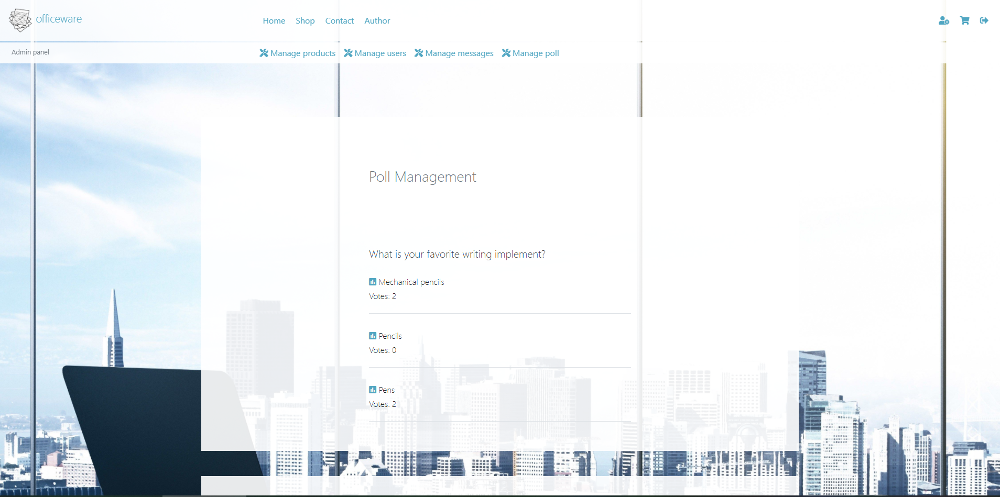 officeware
Home Shop Contact Author
Admin panel
Manage products Manage users Manage messages Manage poll
Poll Management
What is your favorite writing implement?
Mechanical pencils
Votes: 2
Pencils
Votes: 0
Pens
Votes: 2